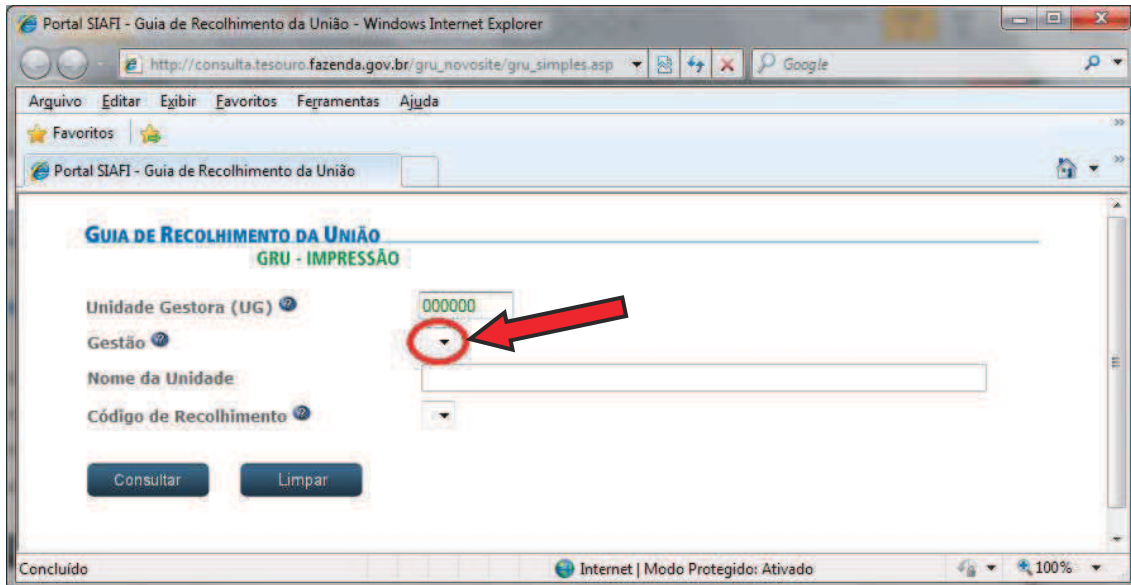 Portal SIAFI - Guia de Recolhimento da União - Windows Internet Explorer
http://consulta.tesouro.fazenda.gov.br/gru_novosite/gru_simples.asp Google
Arquivo Editar Exibir Favoritos Ferramentas Ajuda
Favoritos
Portal SIAFI - Guia de Recolhimento da União
GUIA DE RECOLHIMENTO DA UNIÃO
GRU - IMPRESSÃO
Unidade Gestora (UG) 000000
Gestão
Nome da Unidade
Código de Recolhimento
Consultar Limpar
Concluído Internet | Modo Protegido: Ativado 100%